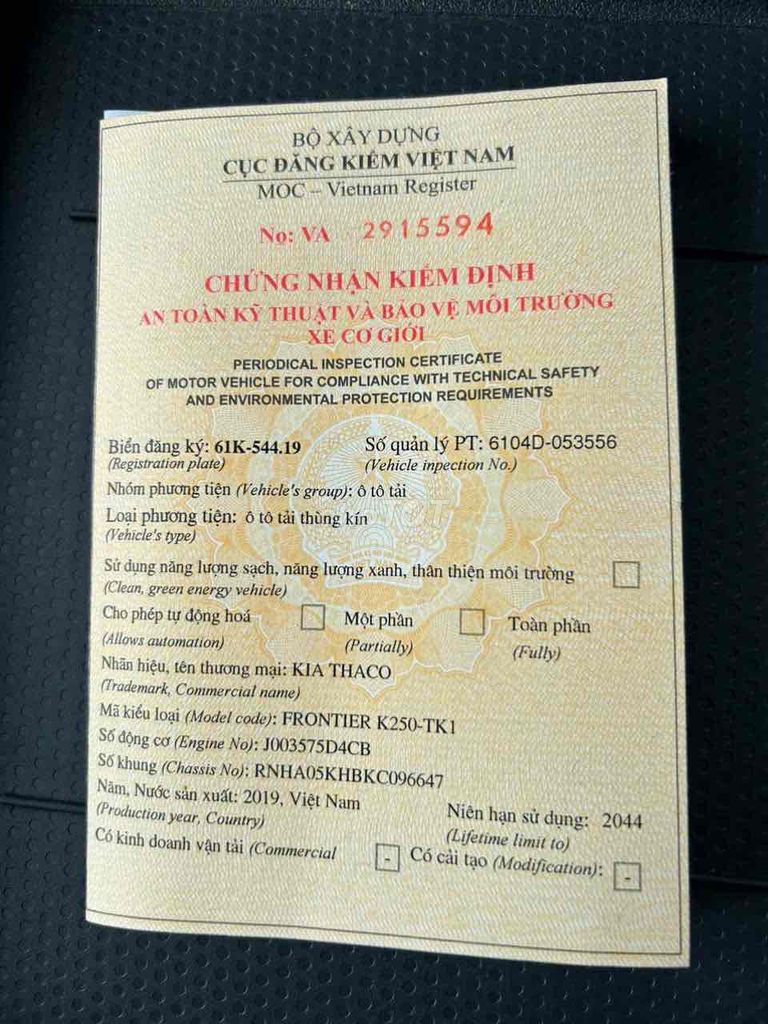 BỘ XÂY DỰNG
CỤC ĐĂNG KIỂM VIỆT NAM
MOC – Vietnam Register
No: VA 2915594
CHỨNG NHẬN KIỂM ĐỊNH
AN TOÀN KỸ THUẬT VÀ BẢO VỆ MÔI TRƯỜNG
XE CƠ GIỚI
PERIODICAL INSPECTION CERTIFICATE
OF MOTOR VEHICLE FOR COMPLIANCE WITH TECHNICAL SAFETY
AND ENVIRONMENTAL PROTECTION REQUIREMENTS
Biển đăng ký: 61K-544.19 Số quản lý PT: 6104D-053556
(Registration plate) (Vehicle inpection No.)
Nhóm phương tiện (Vehicle's group): ô tô tải
Loại phương tiện: ô tô tải thùng kín
(Vehicle's type)
Sử dụng năng lượng sạch, năng lượng xanh, thân thiện môi trường
(Clean, green energy vehicle)
Cho phép tự động hoá Một phần Toàn phần
(Allows automation) (Partially) (Fully)
Nhãn hiệu, tên thương mại: KIA THACO
(Trademark, Commercial name)
Mã kiểu loại (Model code): FRONTIER K250-TK1
Số động cơ (Engine No): J003575D4CB
Số khung (Chassis No): RNHA05KHBKC096647
Năm, Nước sản xuất: 2019, Việt Nam Niên hạn sử dụng: 2044
(Production year, Country) (Lifetime limit to)
Có kinh doanh vận tải (Commercial - Có cải tạo (Modification): -